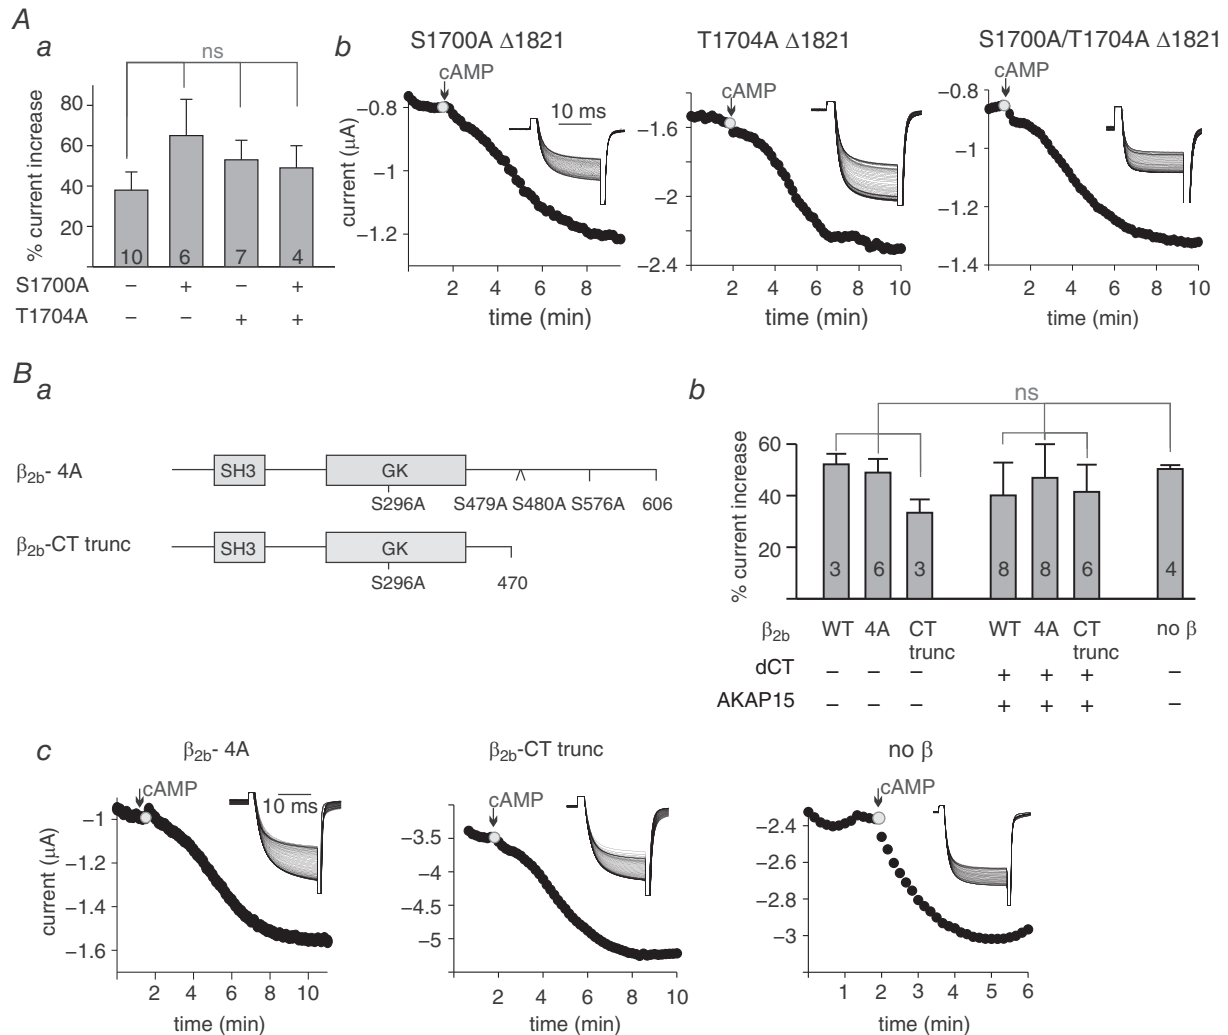 A
a
ns
% current increase
80
60
40
20
10 6 7 4
S1700A − + − +
T1704A − − + +
b
S1700A Δ1821
cAMP
10 ms
current (μA)
−0.8
−1
−1.2
2 4 6 8
time (min)
T1704A Δ1821
cAMP
−1.6
−2
−2.4
2 4 6 8 10
time (min)
S1700A/T1704A Δ1821
cAMP
−0.8
−1
−1.2
−1.4
2 4 6 8 10
time (min)
B
a
β2b- 4A
SH3 GK
S296A S479A S480A S576A 606
β2b-CT trunc
SH3 GK
S296A 470
b
ns
% current increase
60
40
20
3 6 3 8 8 6 4
β2b WT 4A CT trunc WT 4A CT trunc no β
dCT − − − + + + −
AKAP15 − − − + + + −
c
β2b- 4A
cAMP
10 ms
current (μA)
−1
−1.2
−1.4
−1.6
2 4 6 8 10
time (min)
β2b-CT trunc
cAMP
−3.5
−4
−4.5
−5
2 4 6 8 10
time (min)
no β
cAMP
−2.4
−2.6
−2.8
−3
1 2 3 4 5 6
time (min)